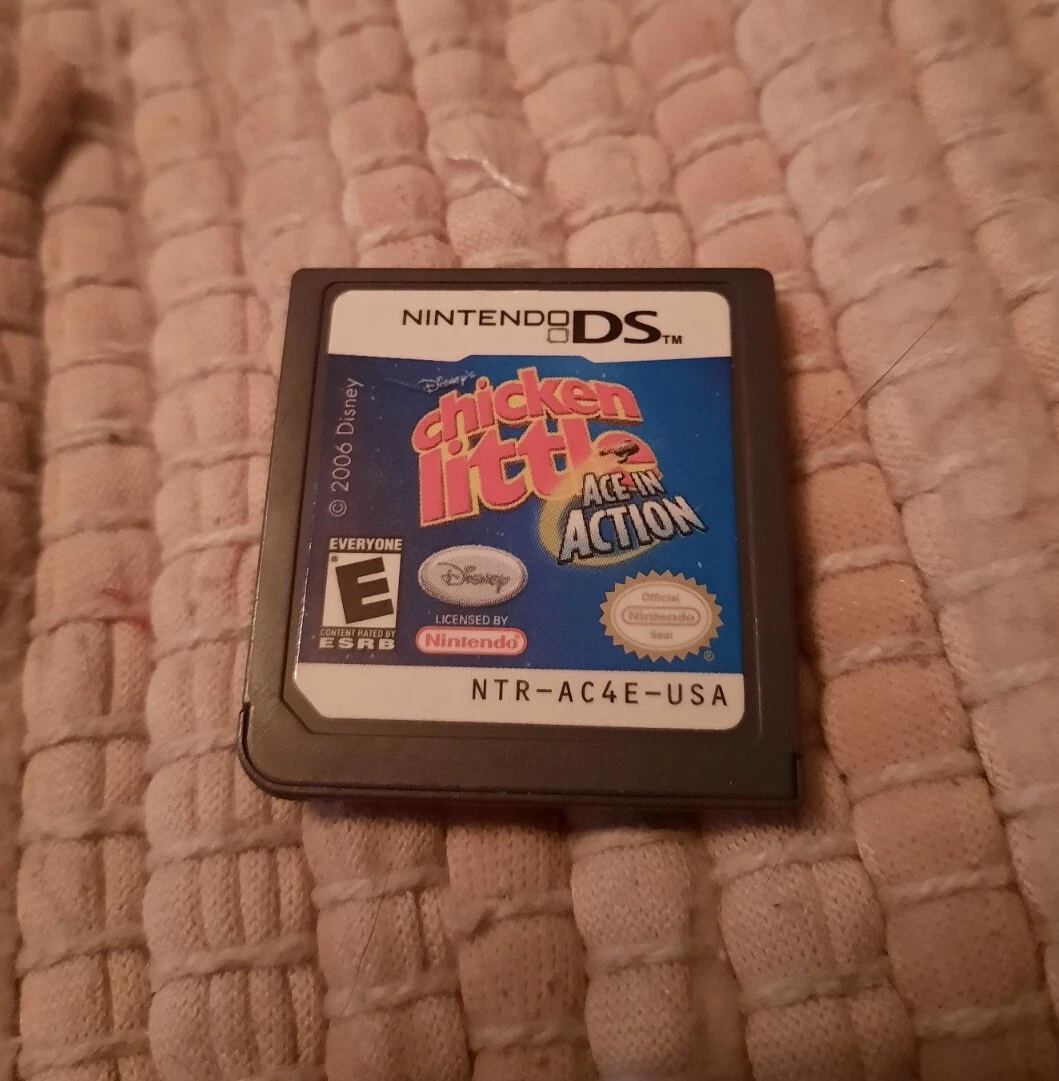 NINTENDO DS™
© 2006 Disney
Disney's
chicken
little
ACE IN
ACTION
EVERYONE
E
CONTENT RATED BY
ESRB
Disney
LICENSED BY
Nintendo®
Official
Nintendo
Seal
®
NTR-AC4E-USA